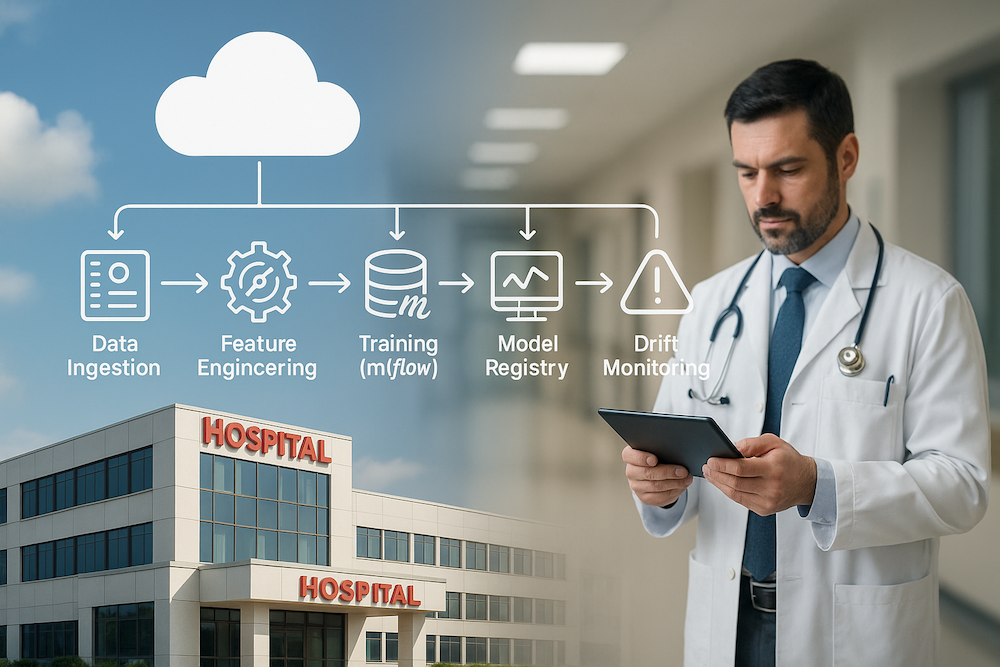 Data
Ingestion
Feature
Engincering
m
Training
(m(flow)
Model
Registry
Drift
Monitoring
HOSPITAL
HOSPITAL